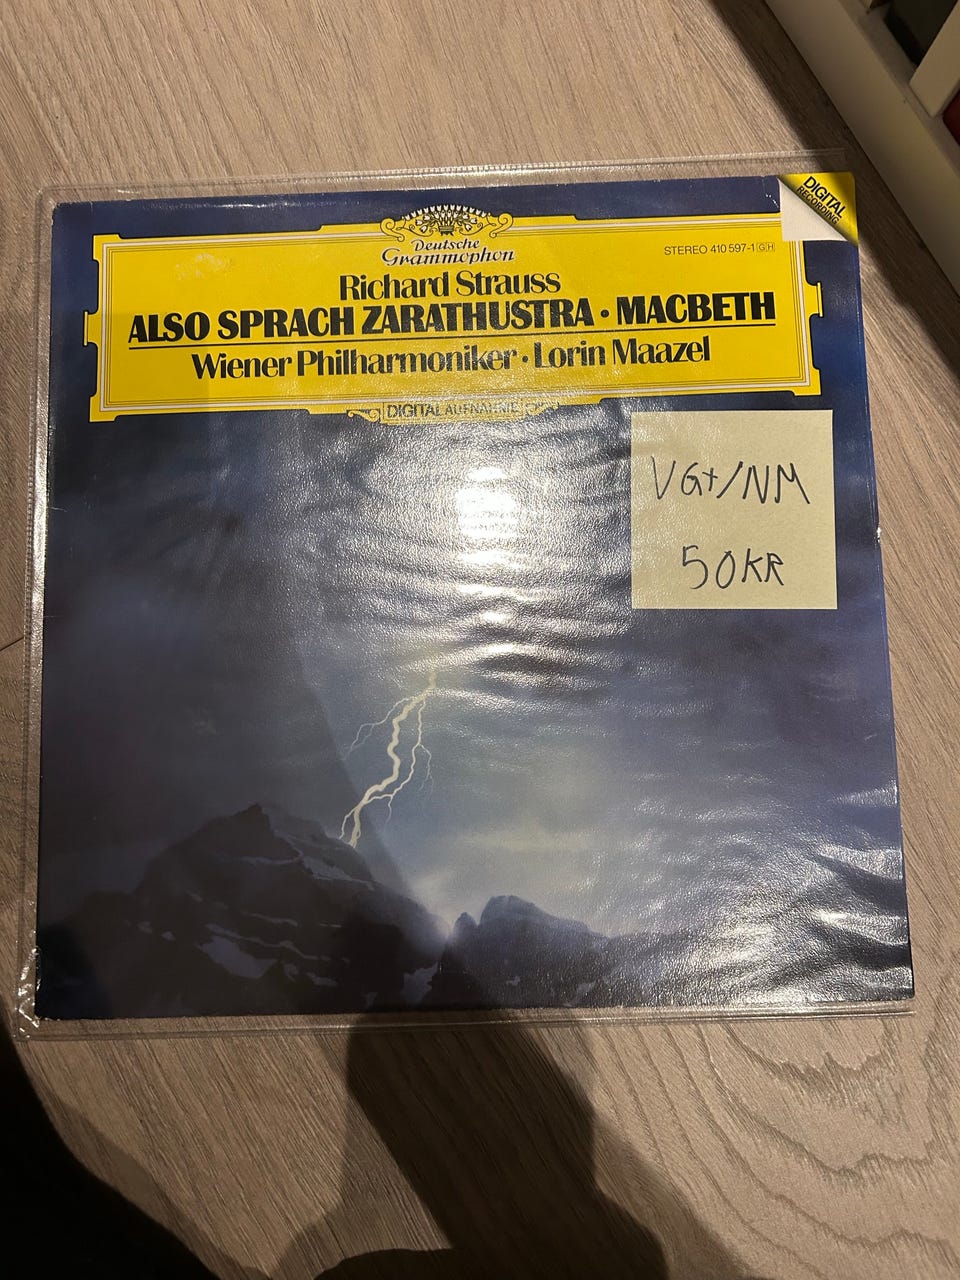 DIGITAL
RECORDING
Deutsche
Grammophon
STEREO 410 597-1 GH
Richard Strauss
ALSO SPRACH ZARATHUSTRA · MACBETH
Wiener Philharmoniker · Lorin Maazel
DIGITAL AUFNAHME
VG+/NM
50KR